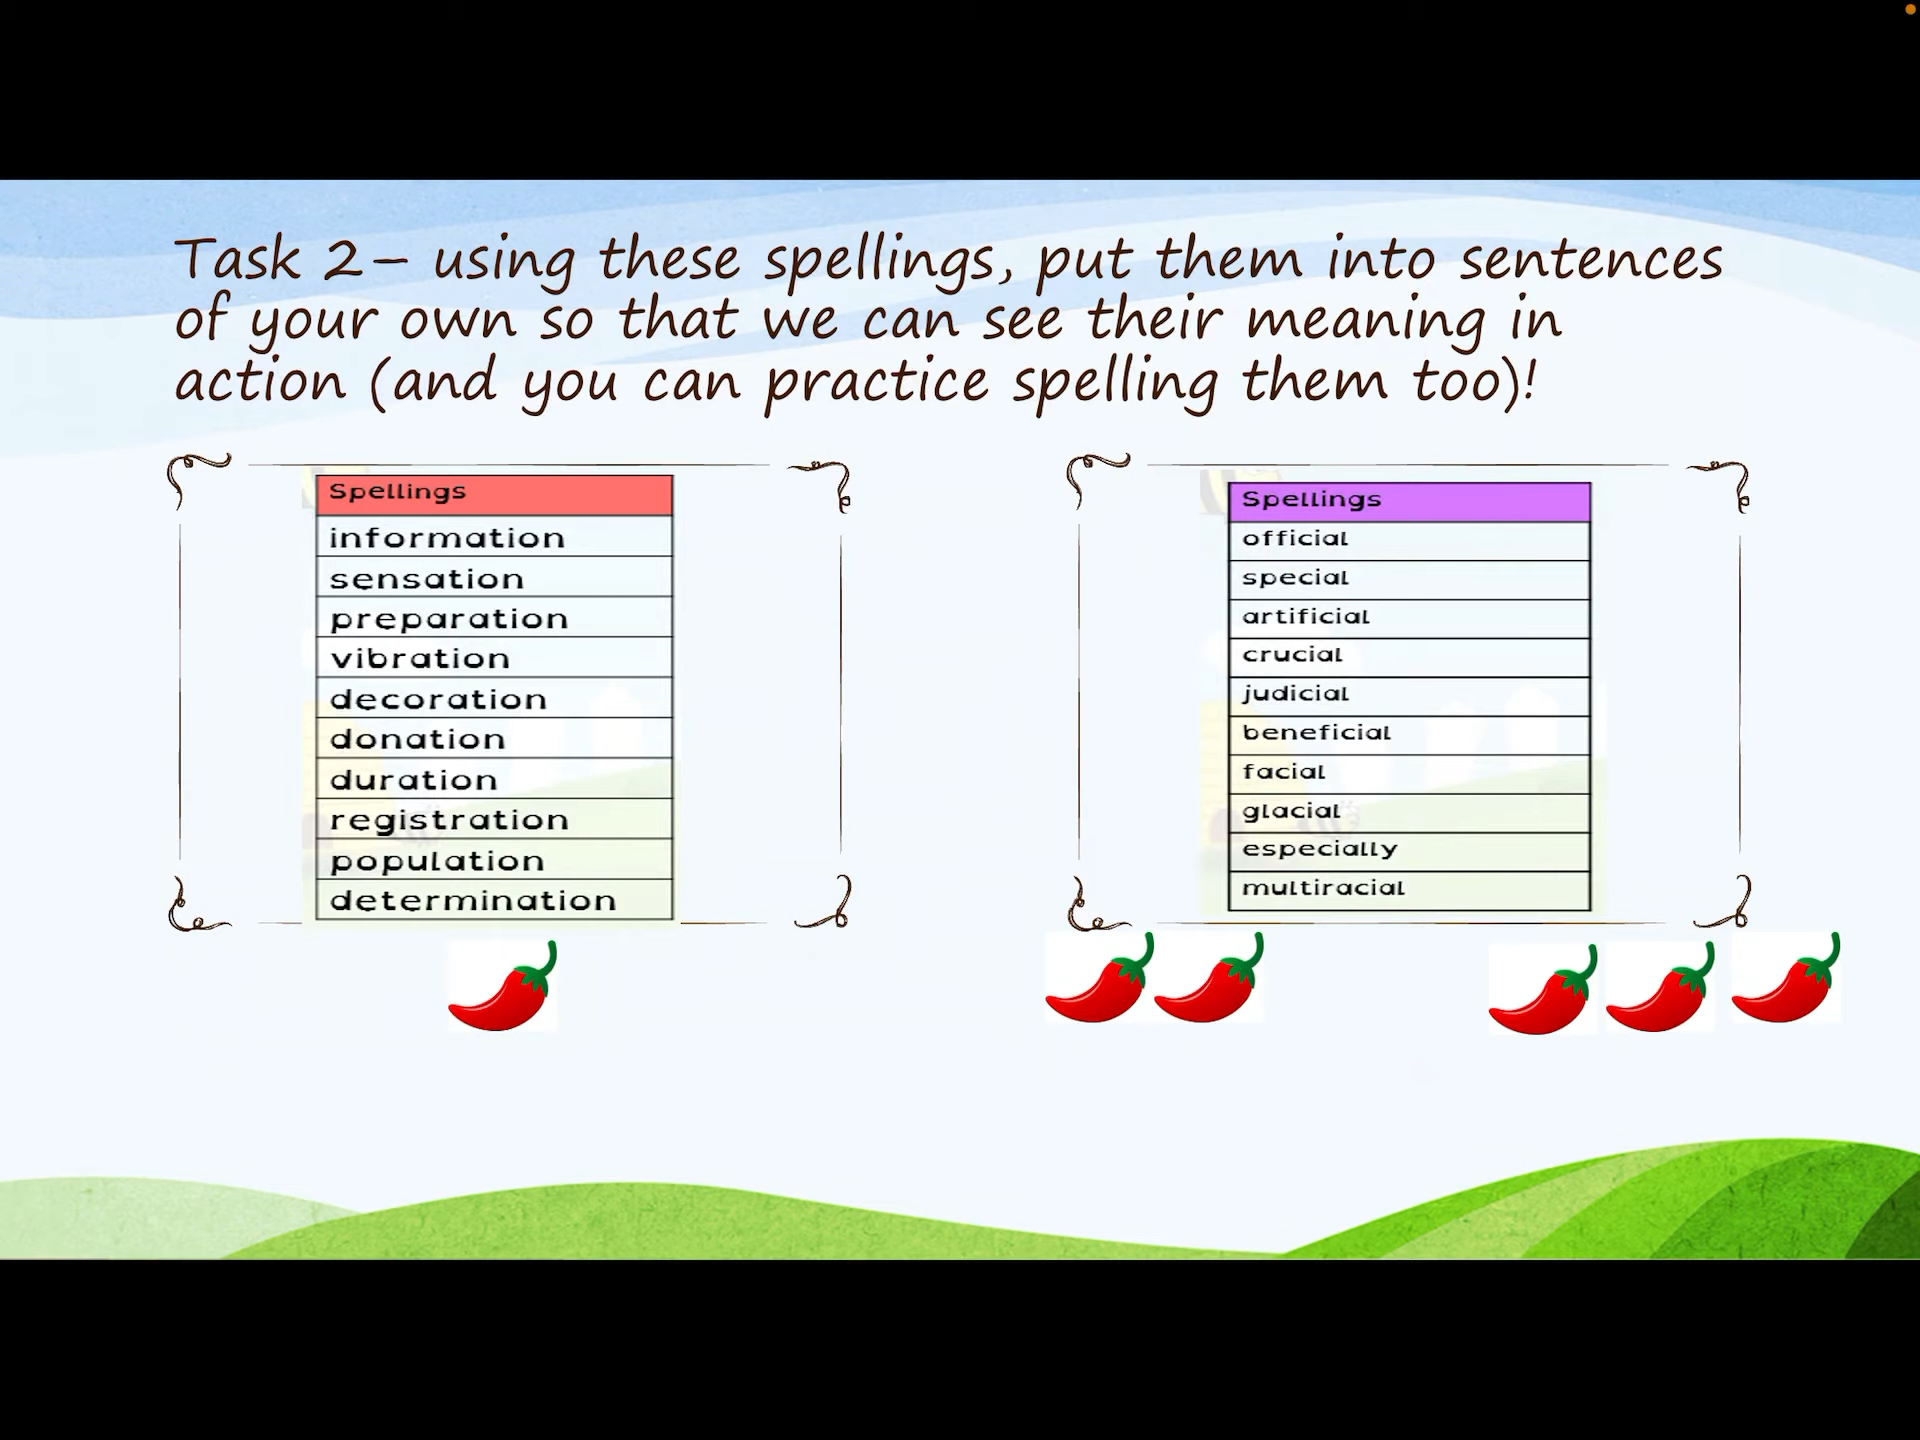 Task 2– using these spellings, put them into sentences
of your own so that we can see their meaning in
action (and you can practice spelling them too)!
Spellings
information
sensation
preparation
vibration
decoration
donation
duration
registration
population
determination
Spellings
official
special
artificial
crucial
judicial
beneficial
facial
glacial
especially
multiracial